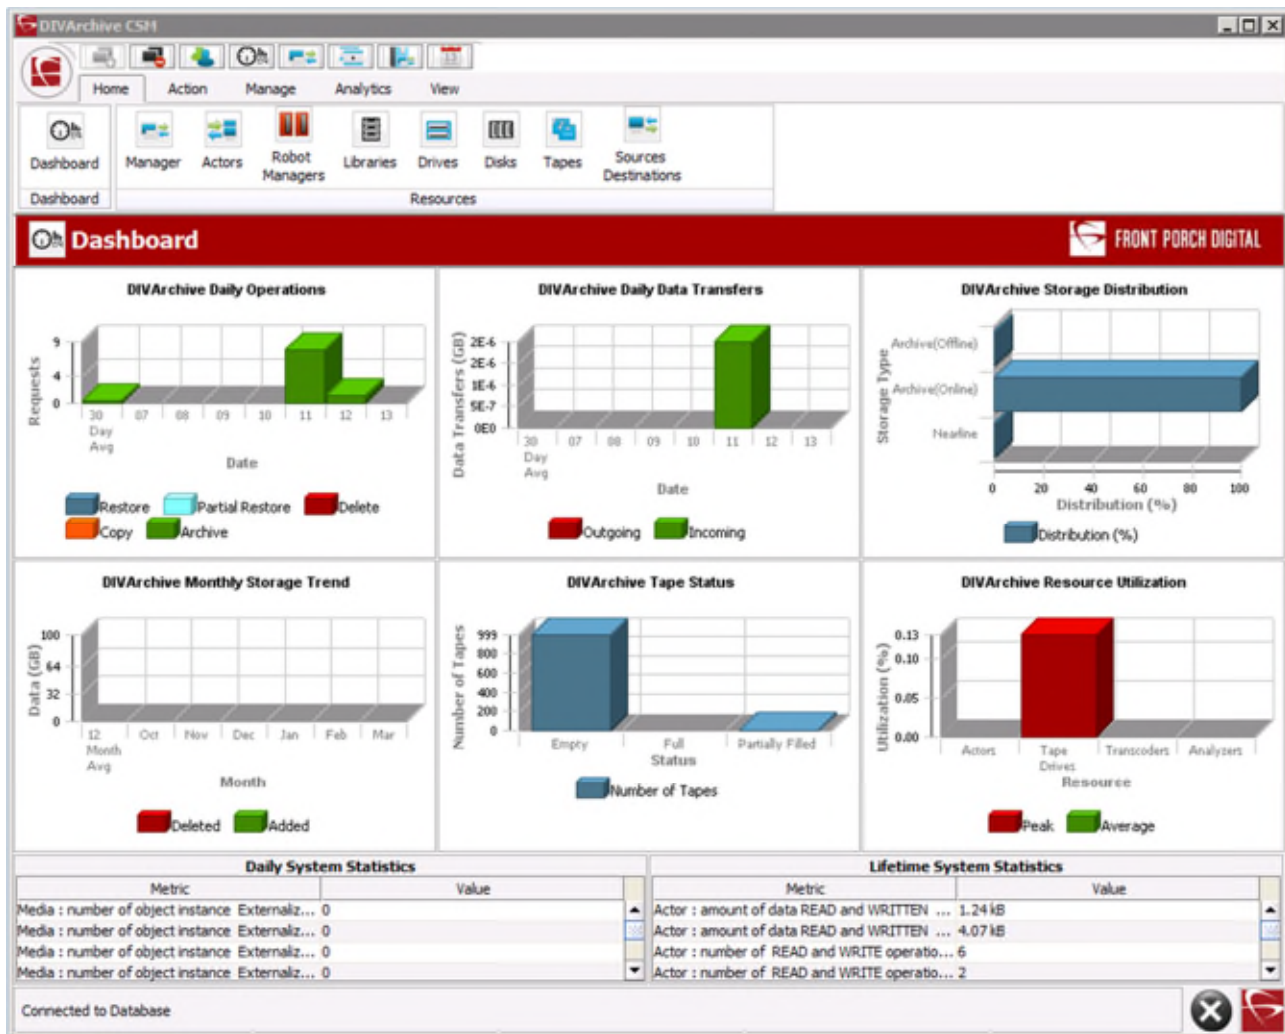 DIVArchive CSM
Home Action Manage Analytics View
Dashboard Manager Actors Robot Managers Libraries Drives Disks Tapes Sources Destinations
Dashboard Resources
Dashboard FRONT PORCH DIGITAL
DIVArchive Daily Operations
Requests
9
4
0
30 Day Avg 07 08 09 10 11 12 13
Date
Restore Partial Restore Delete
Copy Archive
DIVArchive Daily Data Transfers
Data Transfers (GB)
2E-6
2E-6
1E-6
5E-7
0E0
30 Day Avg 07 08 09 10 11 12 13
Date
Outgoing Incoming
DIVArchive Storage Distribution
Storage Type
Archive(Offline)
Archive(Online)
Nearline
0 20 40 60 80 100
Distribution (%)
Distribution (%)
DIVArchive Monthly Storage Trend
Data (GB)
100
64
32
0
12 Month Avg Oct Nov Dec Jan Feb Mar
Month
Deleted Added
DIVArchive Tape Status
Number of Tapes
999
800
600
400
200
0
Empty Full Partially Filled
Status
Number of Tapes
DIVArchive Resource Utilization
Utilization (%)
0.13
0.10
0.05
0.00
Actors Tape Drives Transcoders Analyzers
Resource
Peak Average
Daily System Statistics
Metric Value
Media : number of object instance Externaliz... 0
Media : number of object instance Externaliz... 0
Media : number of object instance Externaliz... 0
Media : number of object instance Externaliz... 0
Lifetime System Statistics
Metric Value
Actor : amount of data READ and WRITTEN ... 1.24 kB
Actor : amount of data READ and WRITTEN ... 4.07 kB
Actor : number of READ and WRITE operatio... 6
Actor : number of READ and WRITE operatio... 2
Connected to Database